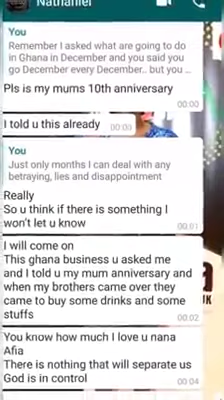 Nathaniel
You
Remember I asked what are going to do
in Ghana in December and you said you
go December every December.. but you ...
Pls is my mums 10th anniversary
00:00
I told u this already 00:00
You
Just only months I can deal with any
betraying, lies and disappointment
Really
So u think if there is something I
won't let u know
00:01
I will come on
This ghana business u asked me
and I told u my mum anniversary and
when my brothers came over they
came to buy some drinks and some
stuffs
00:02
You know how much I love u nana
Afia
There is nothing that will separate us
God is in control
00:04
UK